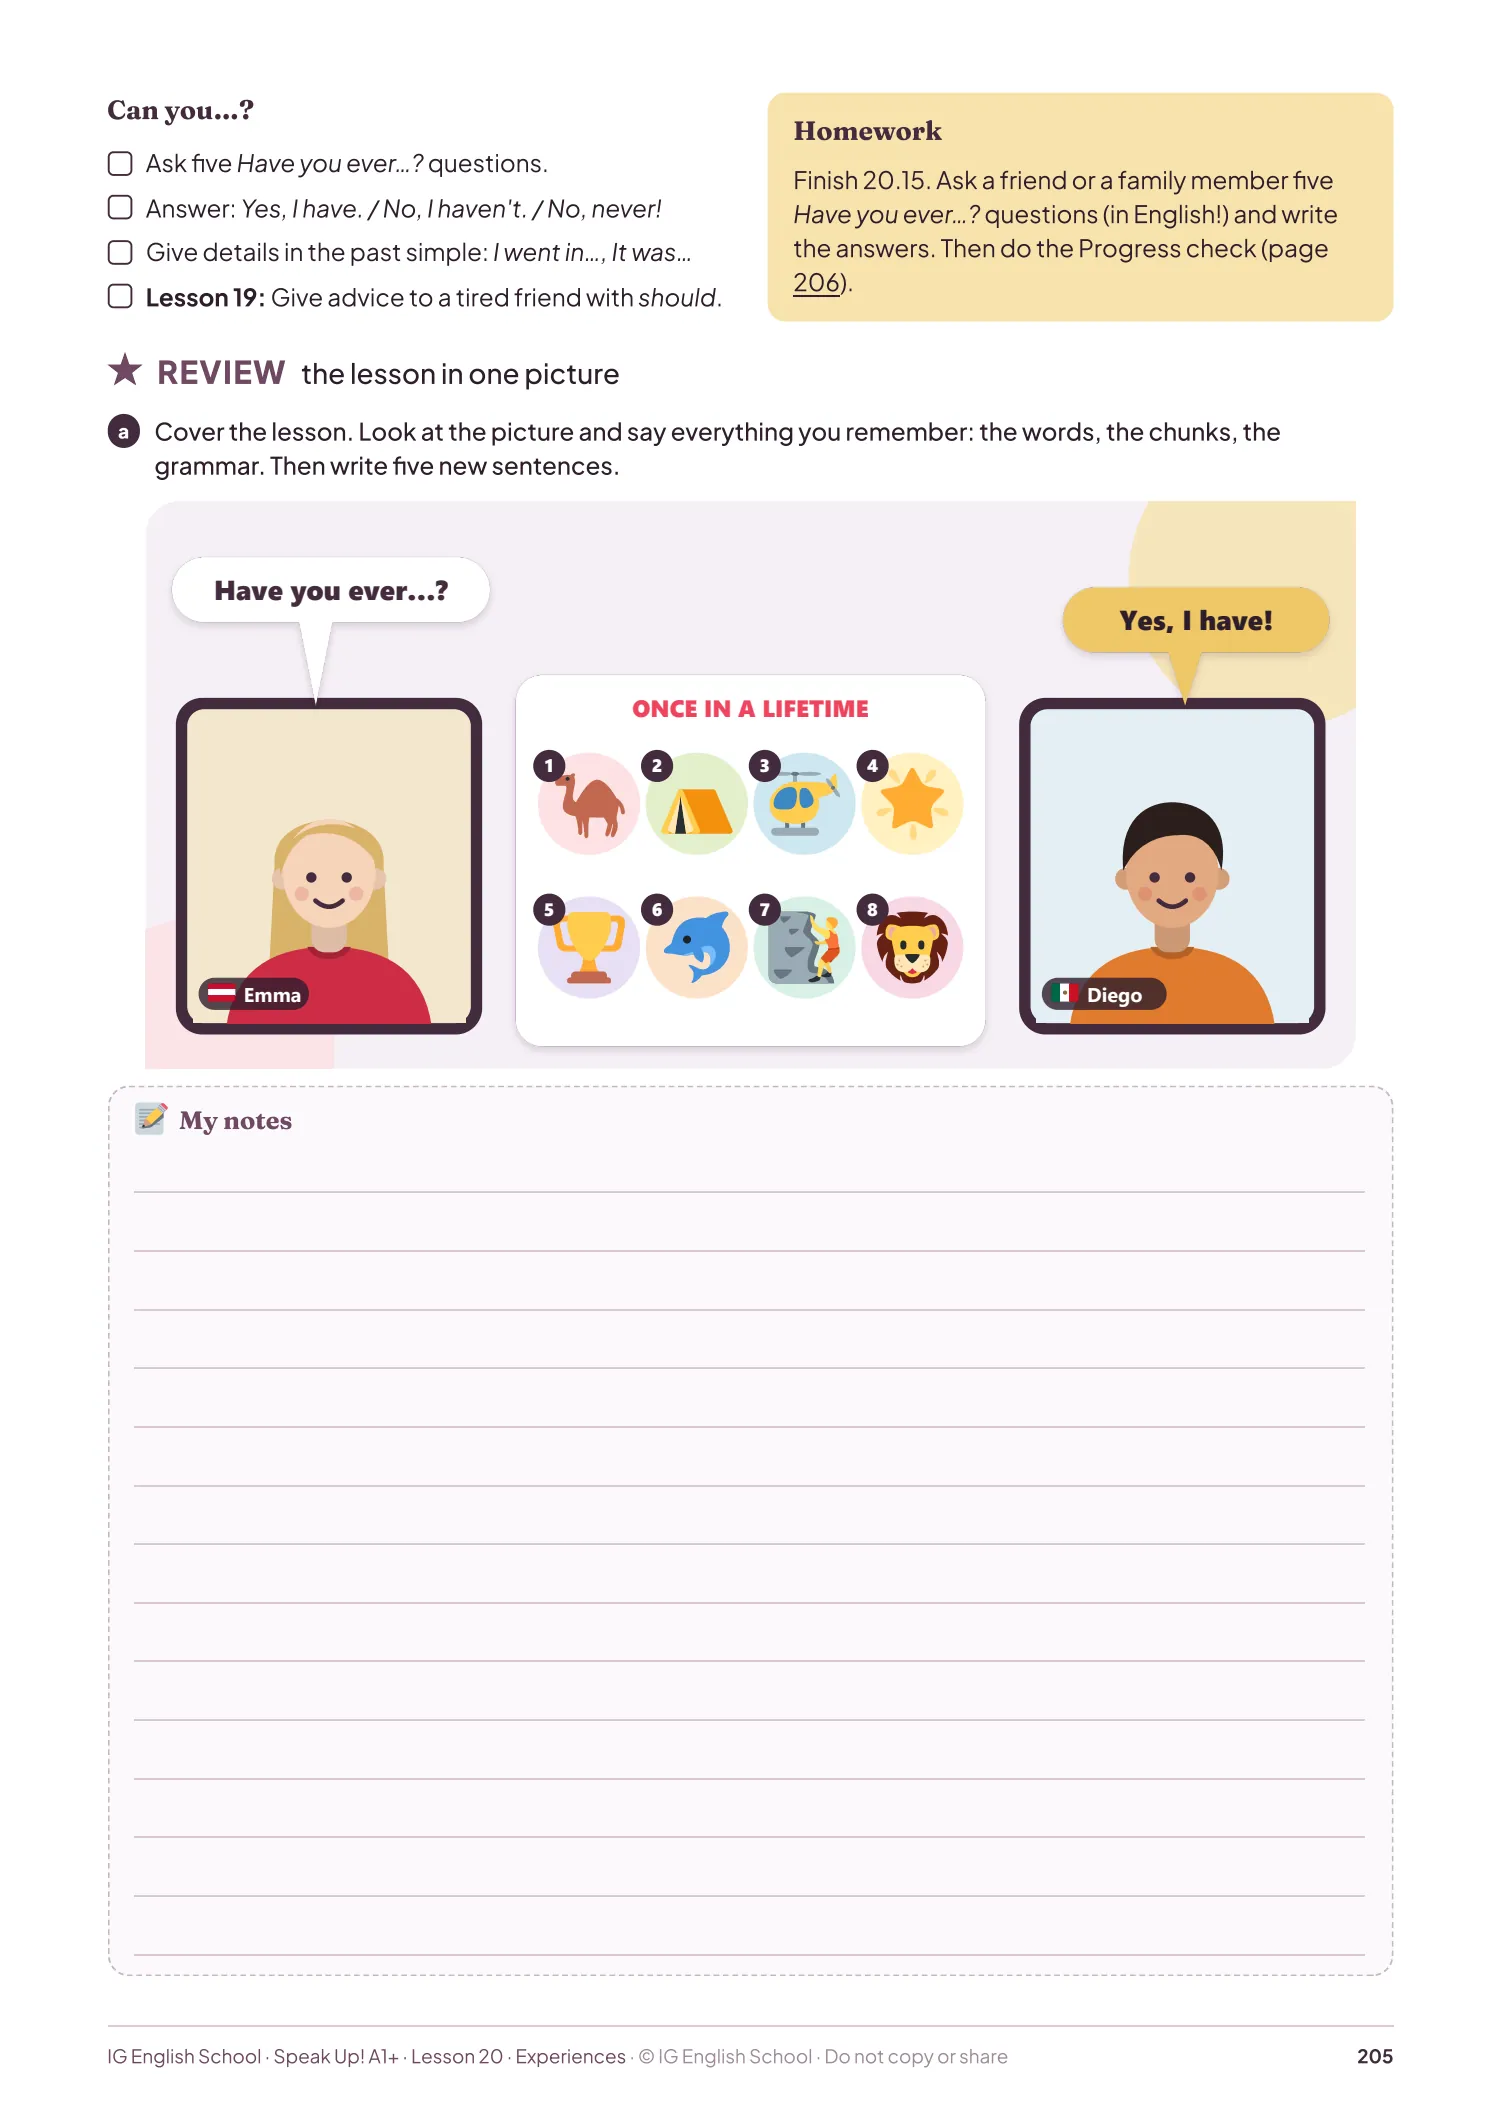 Can you...?
Ask five Have you ever...? questions.
Answer: Yes, I have. / No, I haven't. / No, never!
Give details in the past simple: I went in..., It was...
Lesson 19: Give advice to a tired friend with should.
Homework
Finish 20.15. Ask a friend or a family member five
Have you ever...? questions (in English!) and write
the answers. Then do the Progress check (page
206).
REVIEW the lesson in one picture
a Cover the lesson. Look at the picture and say everything you remember: the words, the chunks, the
grammar. Then write five new sentences.
Have you ever...?
Yes, I have!
ONCE IN A LIFETIME
1 2 3 4
5 6 7 8
Emma
Diego
My notes
IG English School · Speak Up! A1+ · Lesson 20 · Experiences · © IG English School · Do not copy or share
205